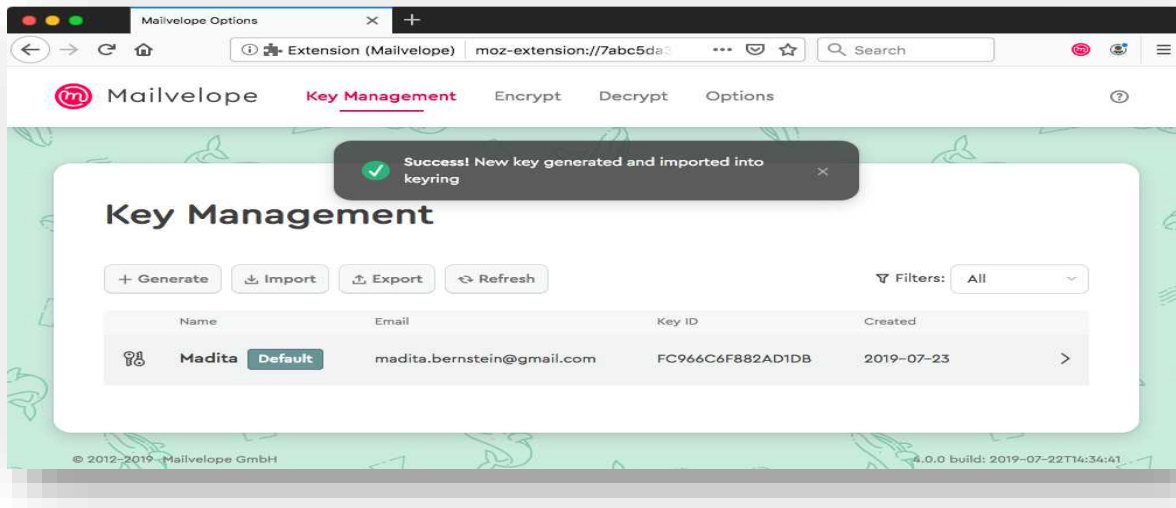 Mailvelope Options
Extension (Mailvelope) moz-extension://7abc5da
Search
Mailvelope Key Management Encrypt Decrypt Options
Success! New key generated and imported into
keyring
Key Management
+ Generate Import Export Refresh Filters: All
Name Email Key ID Created
Madita Default madita.bernstein@gmail.com FC966C6F882AD1DB 2019-07-23
© 2012-2019 Mailvelope GmbH 4.0.0 build: 2019-07-22T14:34:41